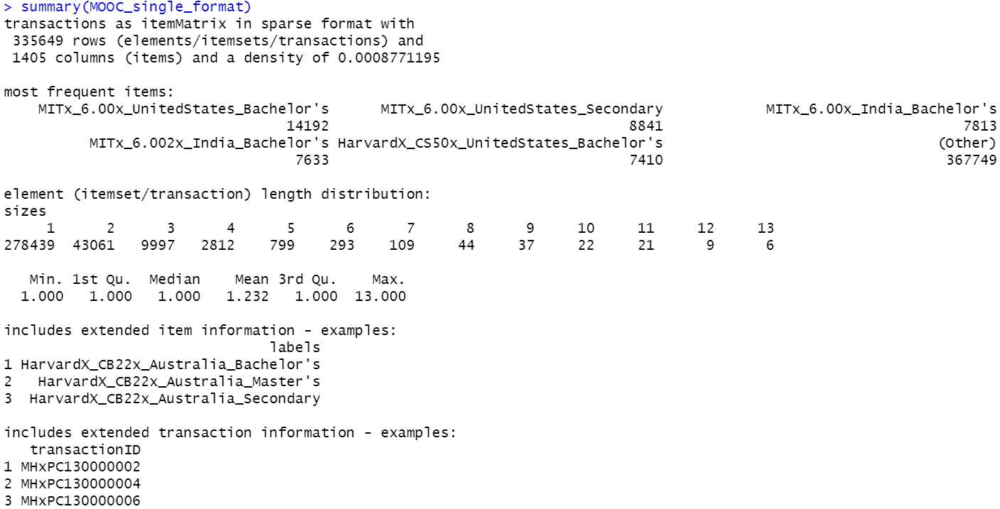 > summary(MOOC_single_format)
transactions as itemMatrix in sparse format with
335649 rows (elements/itemsets/transactions) and
1405 columns (items) and a density of 0.0008771195
most frequent items:
MITx_6.00x_UnitedStates_Bachelor's MITx_6.00x_UnitedStates_Secondary MITx_6.00x_India_Bachelor's
14192 8841 7813
MITx_6.002x_India_Bachelor's HarvardX_CS50x_UnitedStates_Bachelor's (Other)
7633 7410 367749
element (itemset/transaction) length distribution:
sizes
1 2 3 4 5 6 7 8 9 10 11 12 13
278439 43061 9997 2812 799 293 109 44 37 22 21 9 6
Min. 1st Qu. Median Mean 3rd Qu. Max.
1.000 1.000 1.000 1.232 1.000 13.000
includes extended item information - examples:
labels
1 HarvardX_CB22x_Australia_Bachelor's
2 HarvardX_CB22x_Australia_Master's
3 HarvardX_CB22x_Australia_Secondary
includes extended transaction information - examples:
transactionID
1 MHxPC130000002
2 MHxPC130000004
3 MHxPC130000006